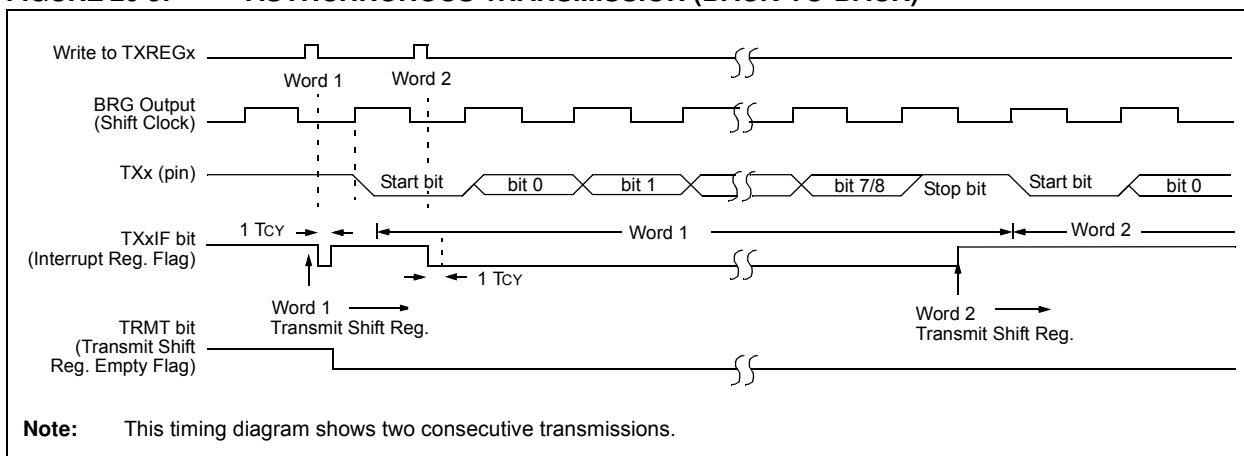 Write to TXREGx
Word 1 Word 2
BRG Output
(Shift Clock)
TXx (pin)
Start bit bit 0 bit 1 bit 7/8 Stop bit Start bit bit 0
TXxIF bit
(Interrupt Reg. Flag)
1 TCY
Word 1
Word 2
1 TCY
Word 1
Transmit Shift Reg.
Word 2
Transmit Shift Reg.
TRMT bit
(Transmit Shift
Reg. Empty Flag)
Note: This timing diagram shows two consecutive transmissions.